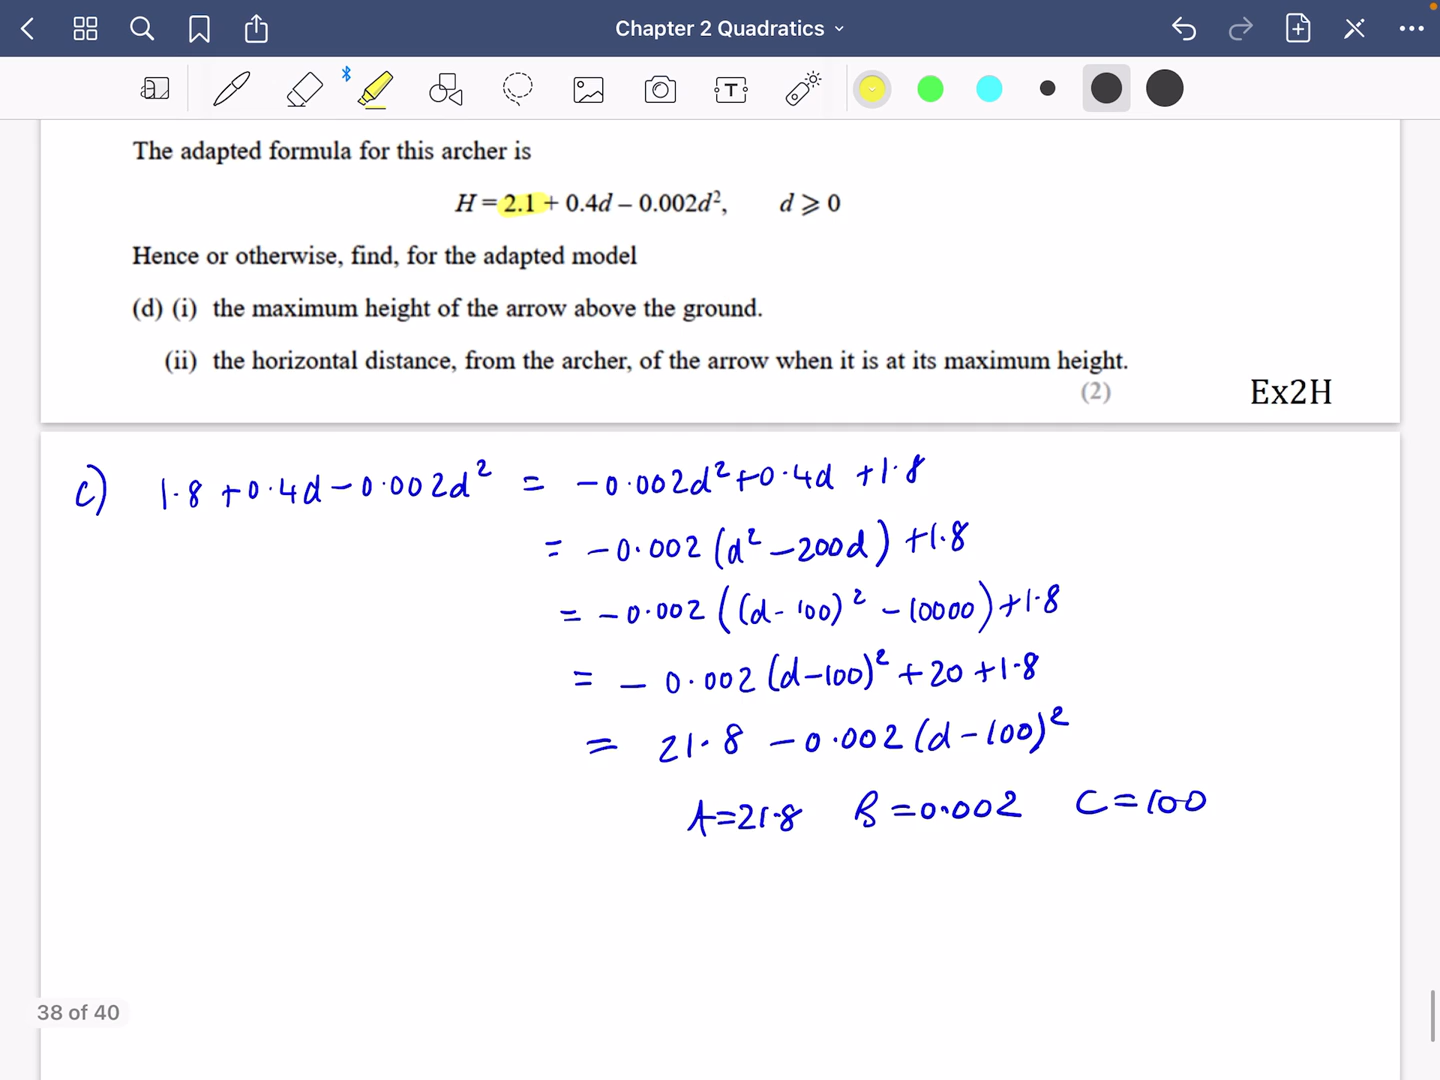 Chapter 2 Quadratics
The adapted formula for this archer is
H = 2.1 + 0.4d – 0.002d², d ⩾ 0
Hence or otherwise, find, for the adapted model
(d) (i) the maximum height of the arrow above the ground.
(ii) the horizontal distance, from the archer, of the arrow when it is at its maximum height.
(2)
Ex2H
c) 1.8 + 0.4d − 0.002d² = −0.002d² + 0.4d + 1.8
= −0.002 (d² − 200d) + 1.8
= −0.002 ((d − 100)² − 10000) + 1.8
= − 0.002 (d − 100)² + 20 + 1.8
= 21.8 − 0.002 (d − 100)²
A = 21.8 B = 0.002 C = 100
38 of 40